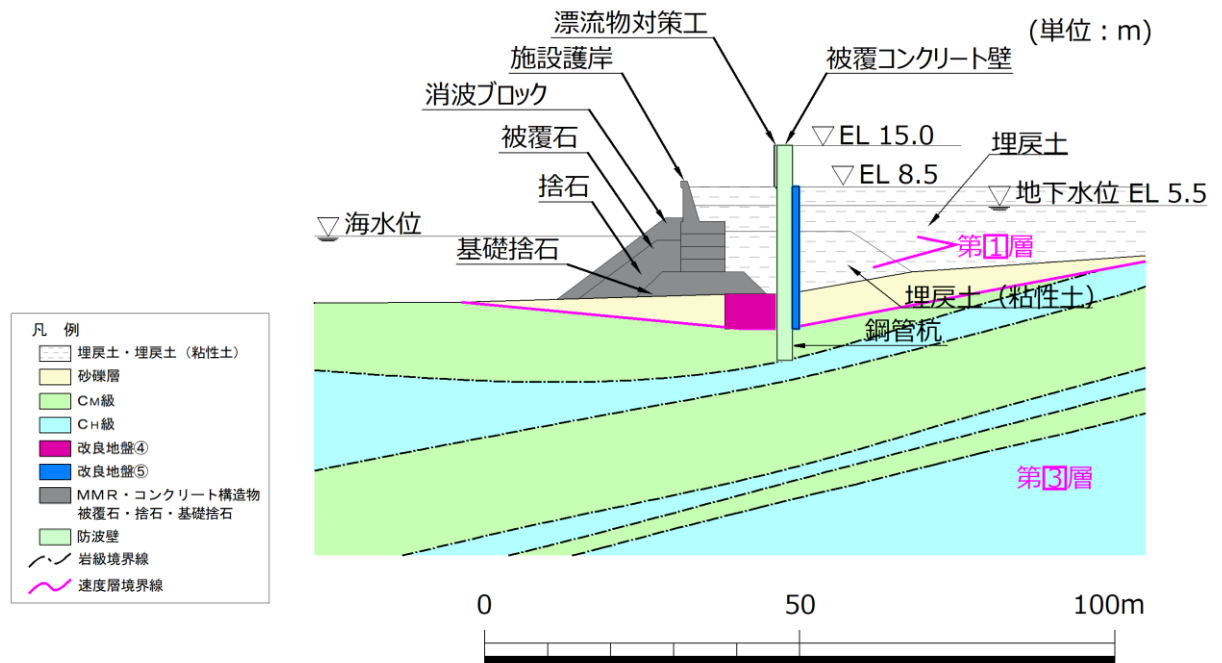 漂流物対策工
(単位：m)
施設護岸
被覆コンクリート壁
消波ブロック
被覆石
EL 15.0
埋戻土
捨石
EL 8.5
地下水位 EL 5.5
海水位
第1層
基礎捨石
埋戻土（粘性土）
鋼管杭
第3層
凡 例
埋戻土・埋戻土（粘性土）
砂礫層
CM級
CH級
改良地盤④
改良地盤⑤
MMR・コンクリート構造物
被覆石・捨石・基礎捨石
防波壁
岩級境界線
速度層境界線
0 50 100m